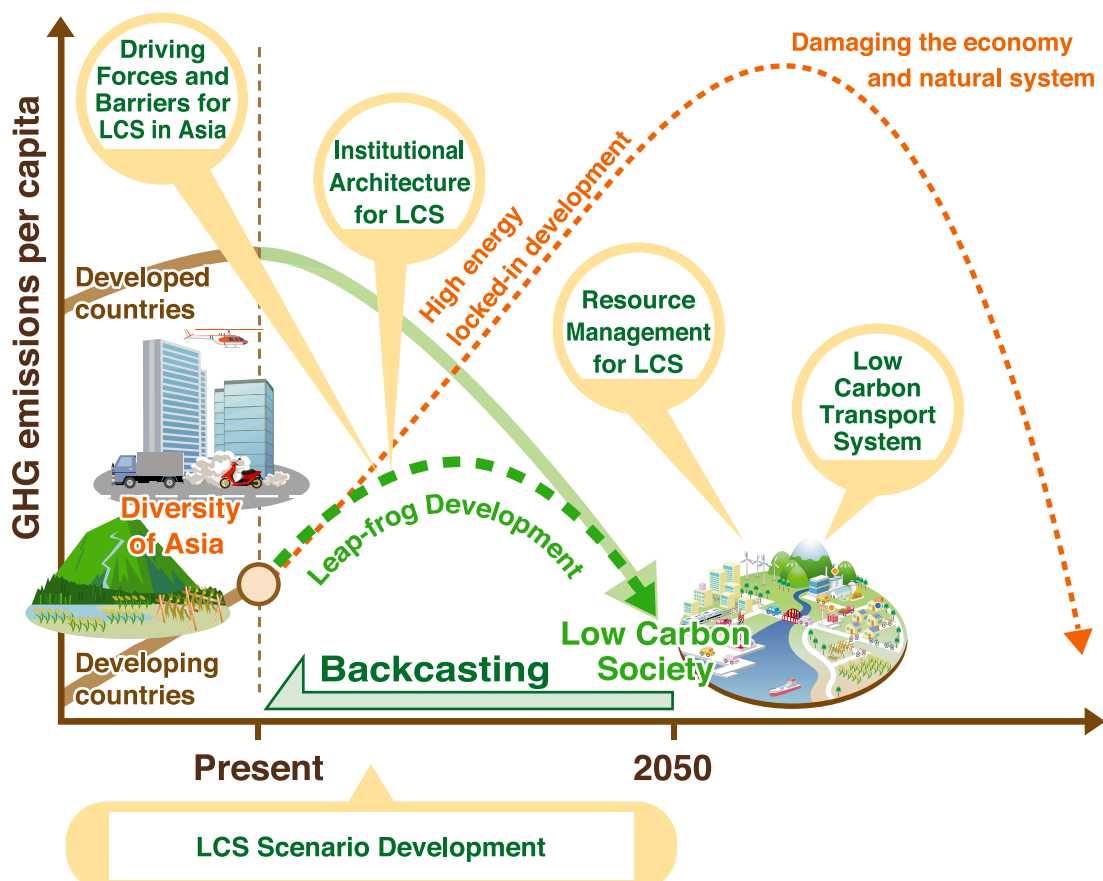 GHG emissions per capita
Driving
Forces and
Barriers for
LCS in Asia
Institutional
Architecture
for LCS
Damaging the economy
and natural system
High energy
locked-in development
Developed
countries
Resource
Management
for LCS
Low
Carbon
Transport
System
Diversity
of Asia
Leap-frog Development
Low Carbon
Society
Developing
countries
Backcasting
Present
2050
LCS Scenario Development